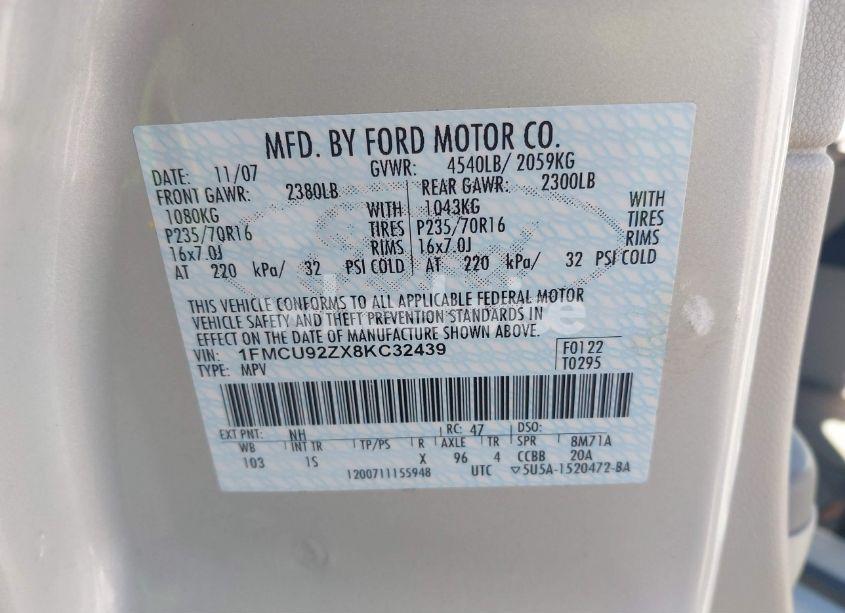 MFD. BY FORD MOTOR CO.
DATE: 11/07 GVWR: 4540LB/ 2059KG
FRONT GAWR: 2380LB REAR GAWR: 2300LB
1080KG WITH 1043KG WITH
P235/70R16 TIRES P235/70R16 TIRES
16x7.0J RIMS 16x7.0J RIMS
AT 220 kPa/ 32 PSI COLD AT 220 kPa/ 32 PSI COLD
THIS VEHICLE CONFORMS TO ALL APPLICABLE FEDERAL MOTOR
VEHICLE SAFETY AND THEFT PREVENTION STANDARDS IN
EFFECT ON THE DATE OF MANUFACTURE SHOWN ABOVE.
VIN: 1FMCU92ZX8KC32439 F0122
TYPE: MPV T0295
EXT PNT: NH RC: 47 DSO:
WB INT TR TP/PS R AXLE TR SPR 8M71A
103 1S X 96 4 CCBB 20A
1200711155948 UTC ▽5U5A-1520472-BA